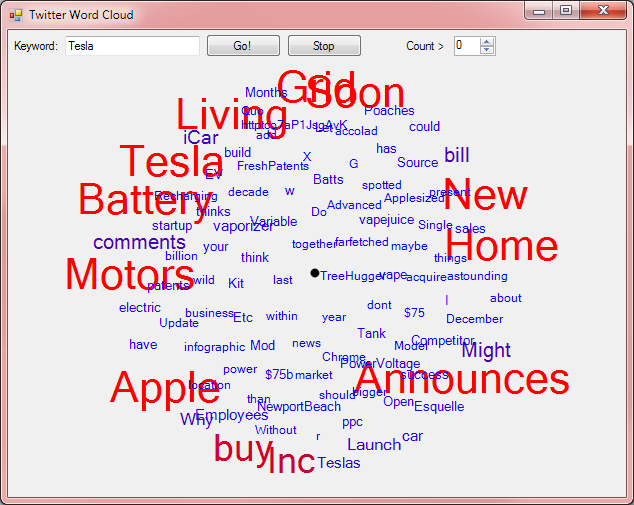 Twitter Word Cloud
Keyword: Tesla Go! Stop Count > 0
Grid
Soon
Months
Living
Quo
Poaches
Let
accolad
could
add
iCar
has
build
X
G
Source
bill
Tesla
FreshPatents
EV
Batts
spotted
Battery
Recharging
decade
w
Advanced
Applesized
present
New
thinks
Do
startup
vaporizer
Variable
vapejuice
Single
sales
comments
your
together
farfetched
maybe
Home
billion
think
things
Motors
patents
wild
Kit
last
TreeHugger
vape
acquire
astounding
electric
business
Etc
within
year
dont
$75
l
about
Update
December
have
infographic
Mod
news
Tank
Model
Competitor
Might
Chrome
PowerVoltage
power
$75b
market
Announces
success
Apple
location
than
should
bigger
Open
Esquelle
Why
Employees
NewportBeach
ppc
Without
r
car
buy
Inc
Launch
Teslas